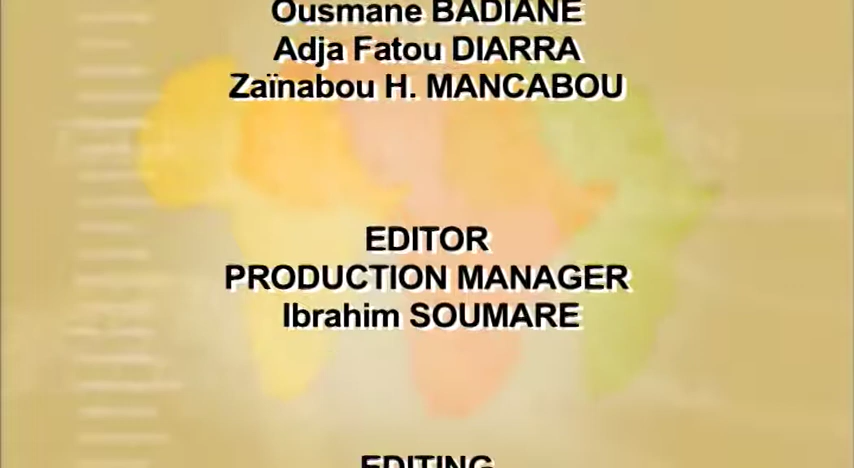 Ousmane BADIANE
Adja Fatou DIARRA
Zaïnabou H. MANCABOU
EDITOR
PRODUCTION MANAGER
Ibrahim SOUMARE
EDITING